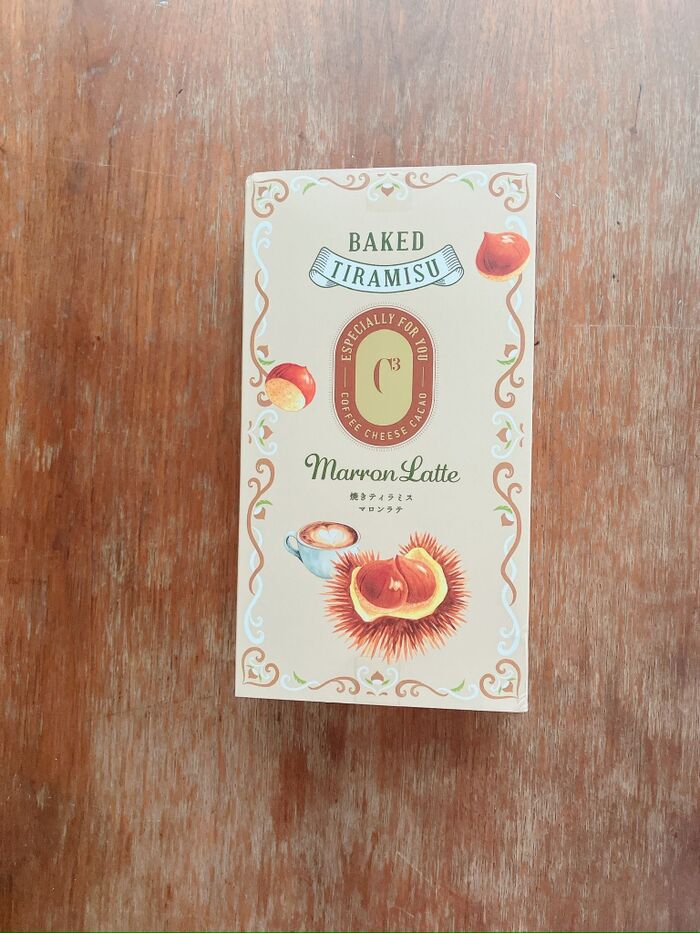 BAKED
TIRAMISU
ESPECIALLY FOR YOU
C³
COFFEE CHEESE CACAO
Marron Latte
焼きティラミス
マロンラテ